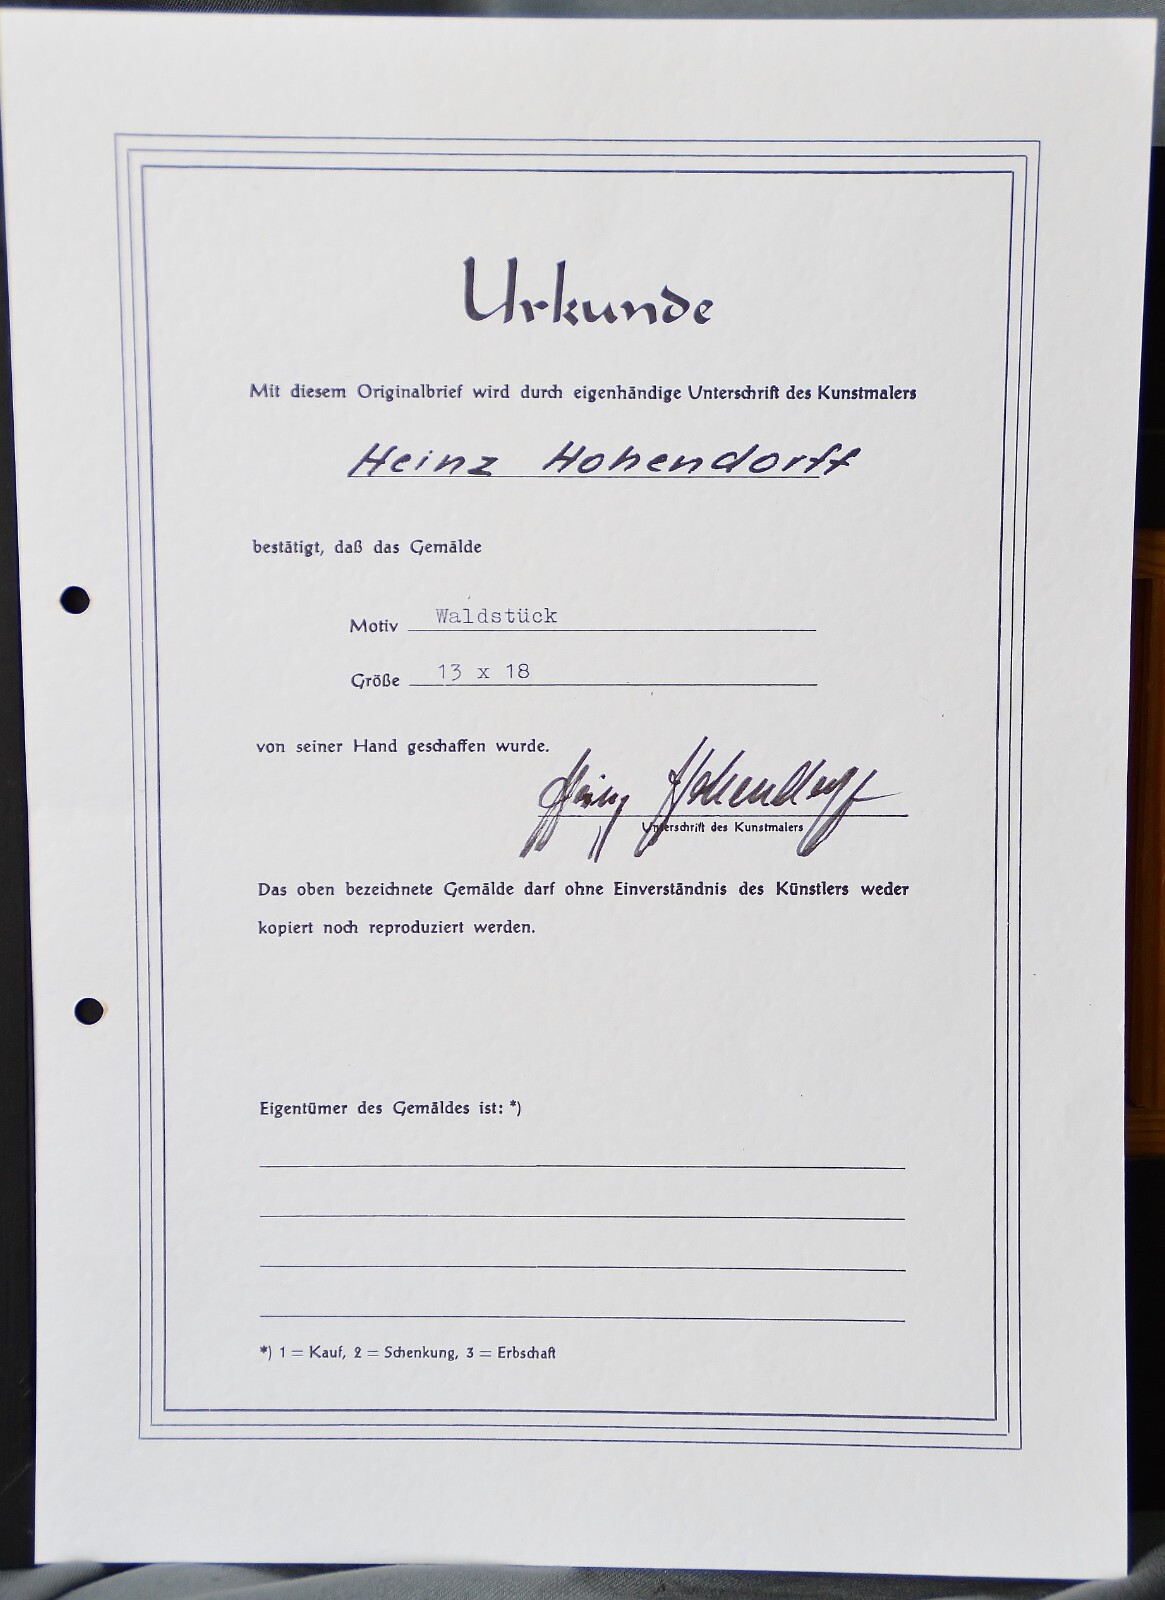 Urkunde
Mit diesem Originalbrief wird durch eigenhändige Unterschrift des Kunstmalers
Heinz Hohendorff
bestätigt, daß das Gemälde
Motiv Waldstück
Größe 13 x 18
von seiner Hand geschaffen wurde.
Heinz Hohendorff
Unterschrift des Kunstmalers
Das oben bezeichnete Gemälde darf ohne Einverständnis des Künstlers weder
kopiert noch reproduziert werden.
Eigentümer des Gemäldes ist: *)
*) 1 = Kauf, 2 = Schenkung, 3 = Erbschaft